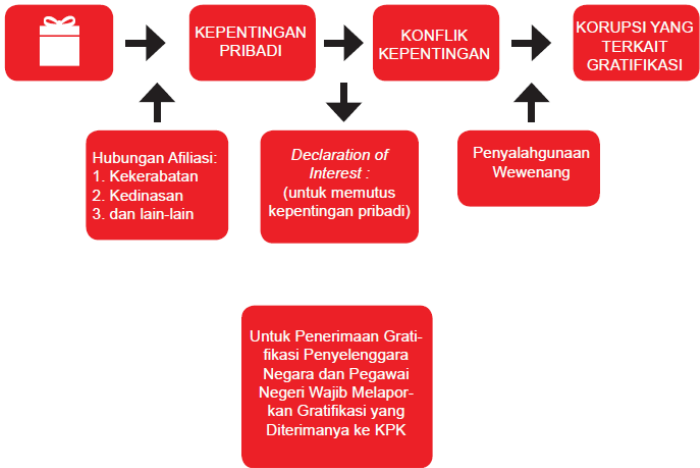 KEPENTINGAN
PRIBADI
KONFLIK
KEPENTINGAN
KORUPSI YANG
TERKAIT
GRATIFIKASI
Hubungan Afiliasi:
1. Kekerabatan
2. Kedinasan
3. dan lain-lain
Declaration of
Interest :
(untuk memutus
kepentingan pribadi)
Penyalahgunaan
Wewenang
Untuk Penerimaan Grati-
fikasi Penyelenggara
Negara dan Pegawai
Negeri Wajib Melapor-
kan Gratifikasi yang
Diterimanya ke KPK